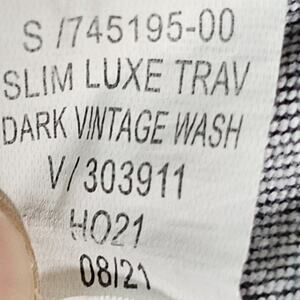 S /745195-00
SLIM LUXE TRAV
DARK VINTAGE WASH
V/303911
HO21
08/21